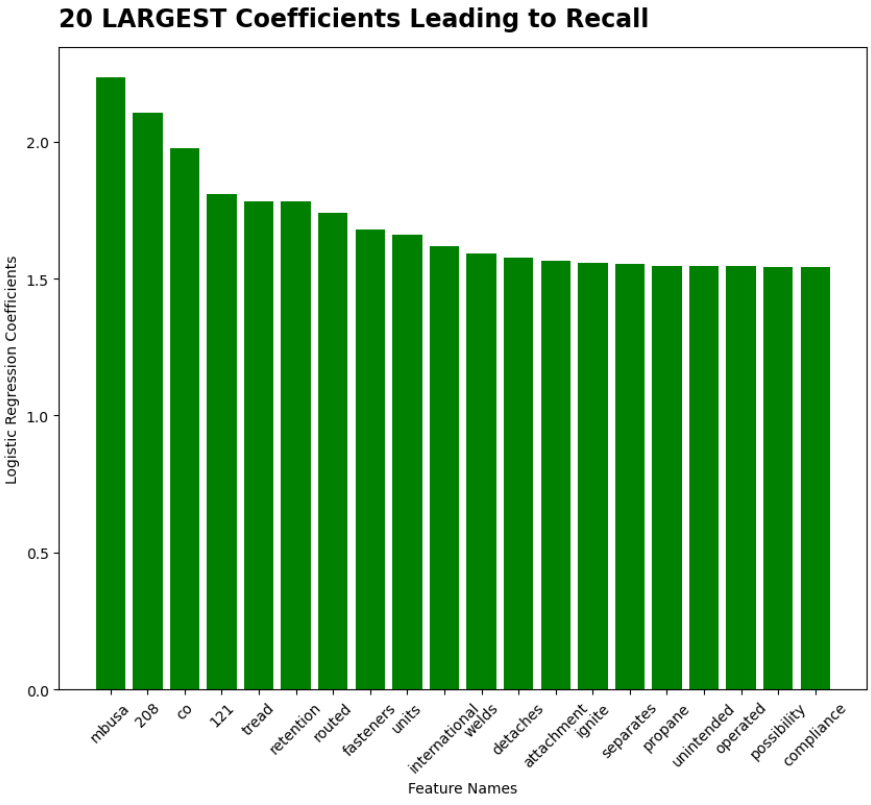 20 LARGEST Coefficients Leading to Recall
Logistic Regression Coefficients
2.0
1.5
1.0
0.5
0.0
mbusa
208
co
121
tread
retention
routed
fasteners
units
international
welds
detaches
attachment
ignite
separates
propane
unintended
operated
possibility
compliance
Feature Names